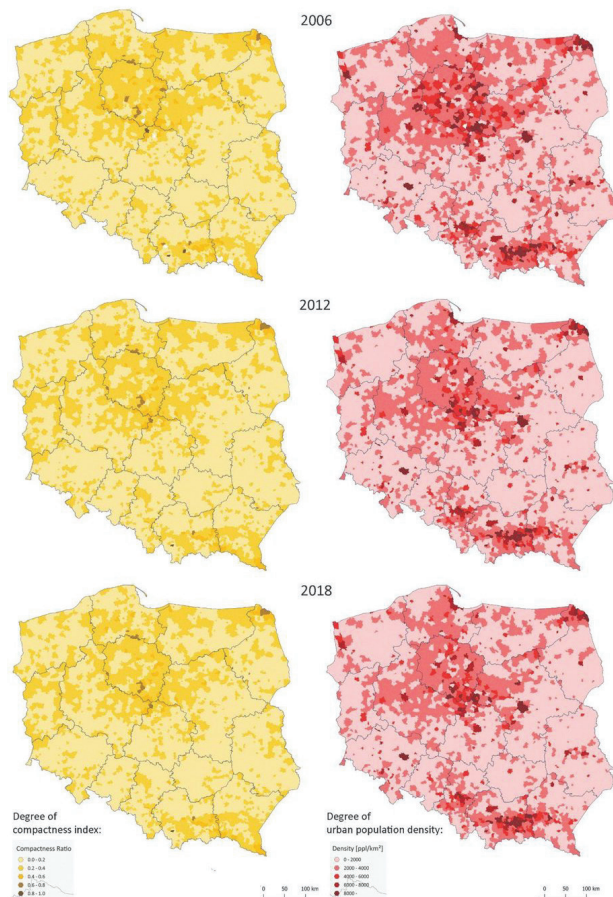 2006
2012
2018
Degree of
compactness index:
Compactness Ratio
0.0 - 0.2
0.2 - 0.4
0.4 - 0.6
0.6 - 0.8
0.8 - 1.0
0 50 100 km
Degree of
urban population density:
Density [ppl/km²]
0 - 2000
2000 - 4000
4000 - 6000
6000 - 8000
8000 -
0 50 100 km